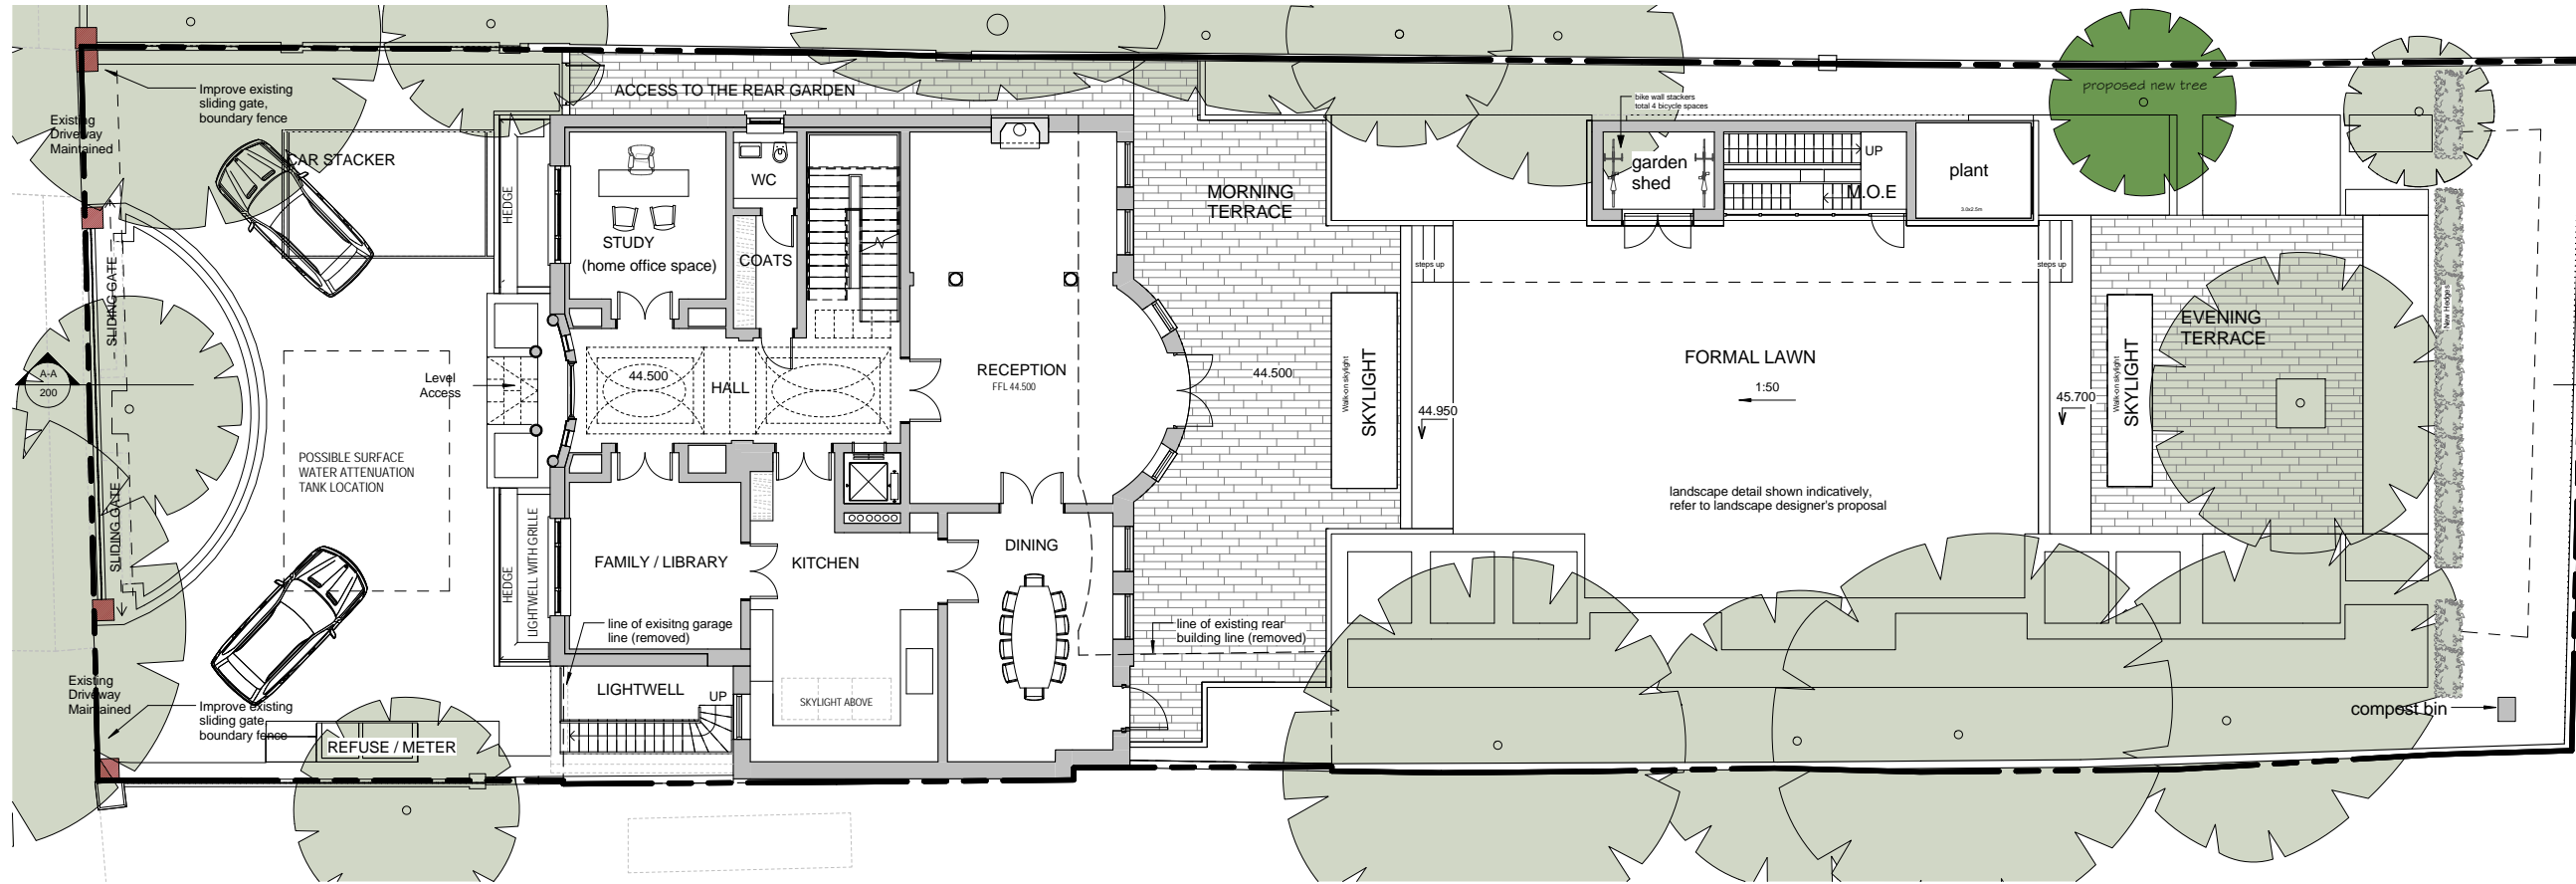 Improve existing
sliding gate,
boundary fence
Existing
Driveway
Maintained
CAR STACKER
SLIDING GATE
A-A
200
SLIDING GATE
Level
Access
POSSIBLE SURFACE
WATER ATTENUATION
TANK LOCATION
Existing
Driveway
Maintained
Improve existing
sliding gate,
boundary fence
REFUSE / METER
HEDGE
HEDGE
LIGHTWELL WITH GRILLE
ACCESS TO THE REAR GARDEN
WC
STUDY
(home office space)
COATS
44.500
HALL
RECEPTION
FFL 44.500
FAMILY / LIBRARY
KITCHEN
DINING
line of exisitng garage
line (removed)
LIGHTWELL
UP
SKYLIGHT ABOVE
line of existing rear
building line (removed)
MORNING
TERRACE
44.500
Walk-on skylight
SKYLIGHT
steps up
44.950
bike wall stackers
total 4 bicycle spaces
garden
shed
UP
M.O.E
plant
3.0x2.5m
FORMAL LAWN
1:50
landscape detail shown indicatively,
refer to landscape designer's proposal
steps up
45.700
Walk-on skylight
SKYLIGHT
proposed new tree
EVENING
TERRACE
New Hedges
compost bin